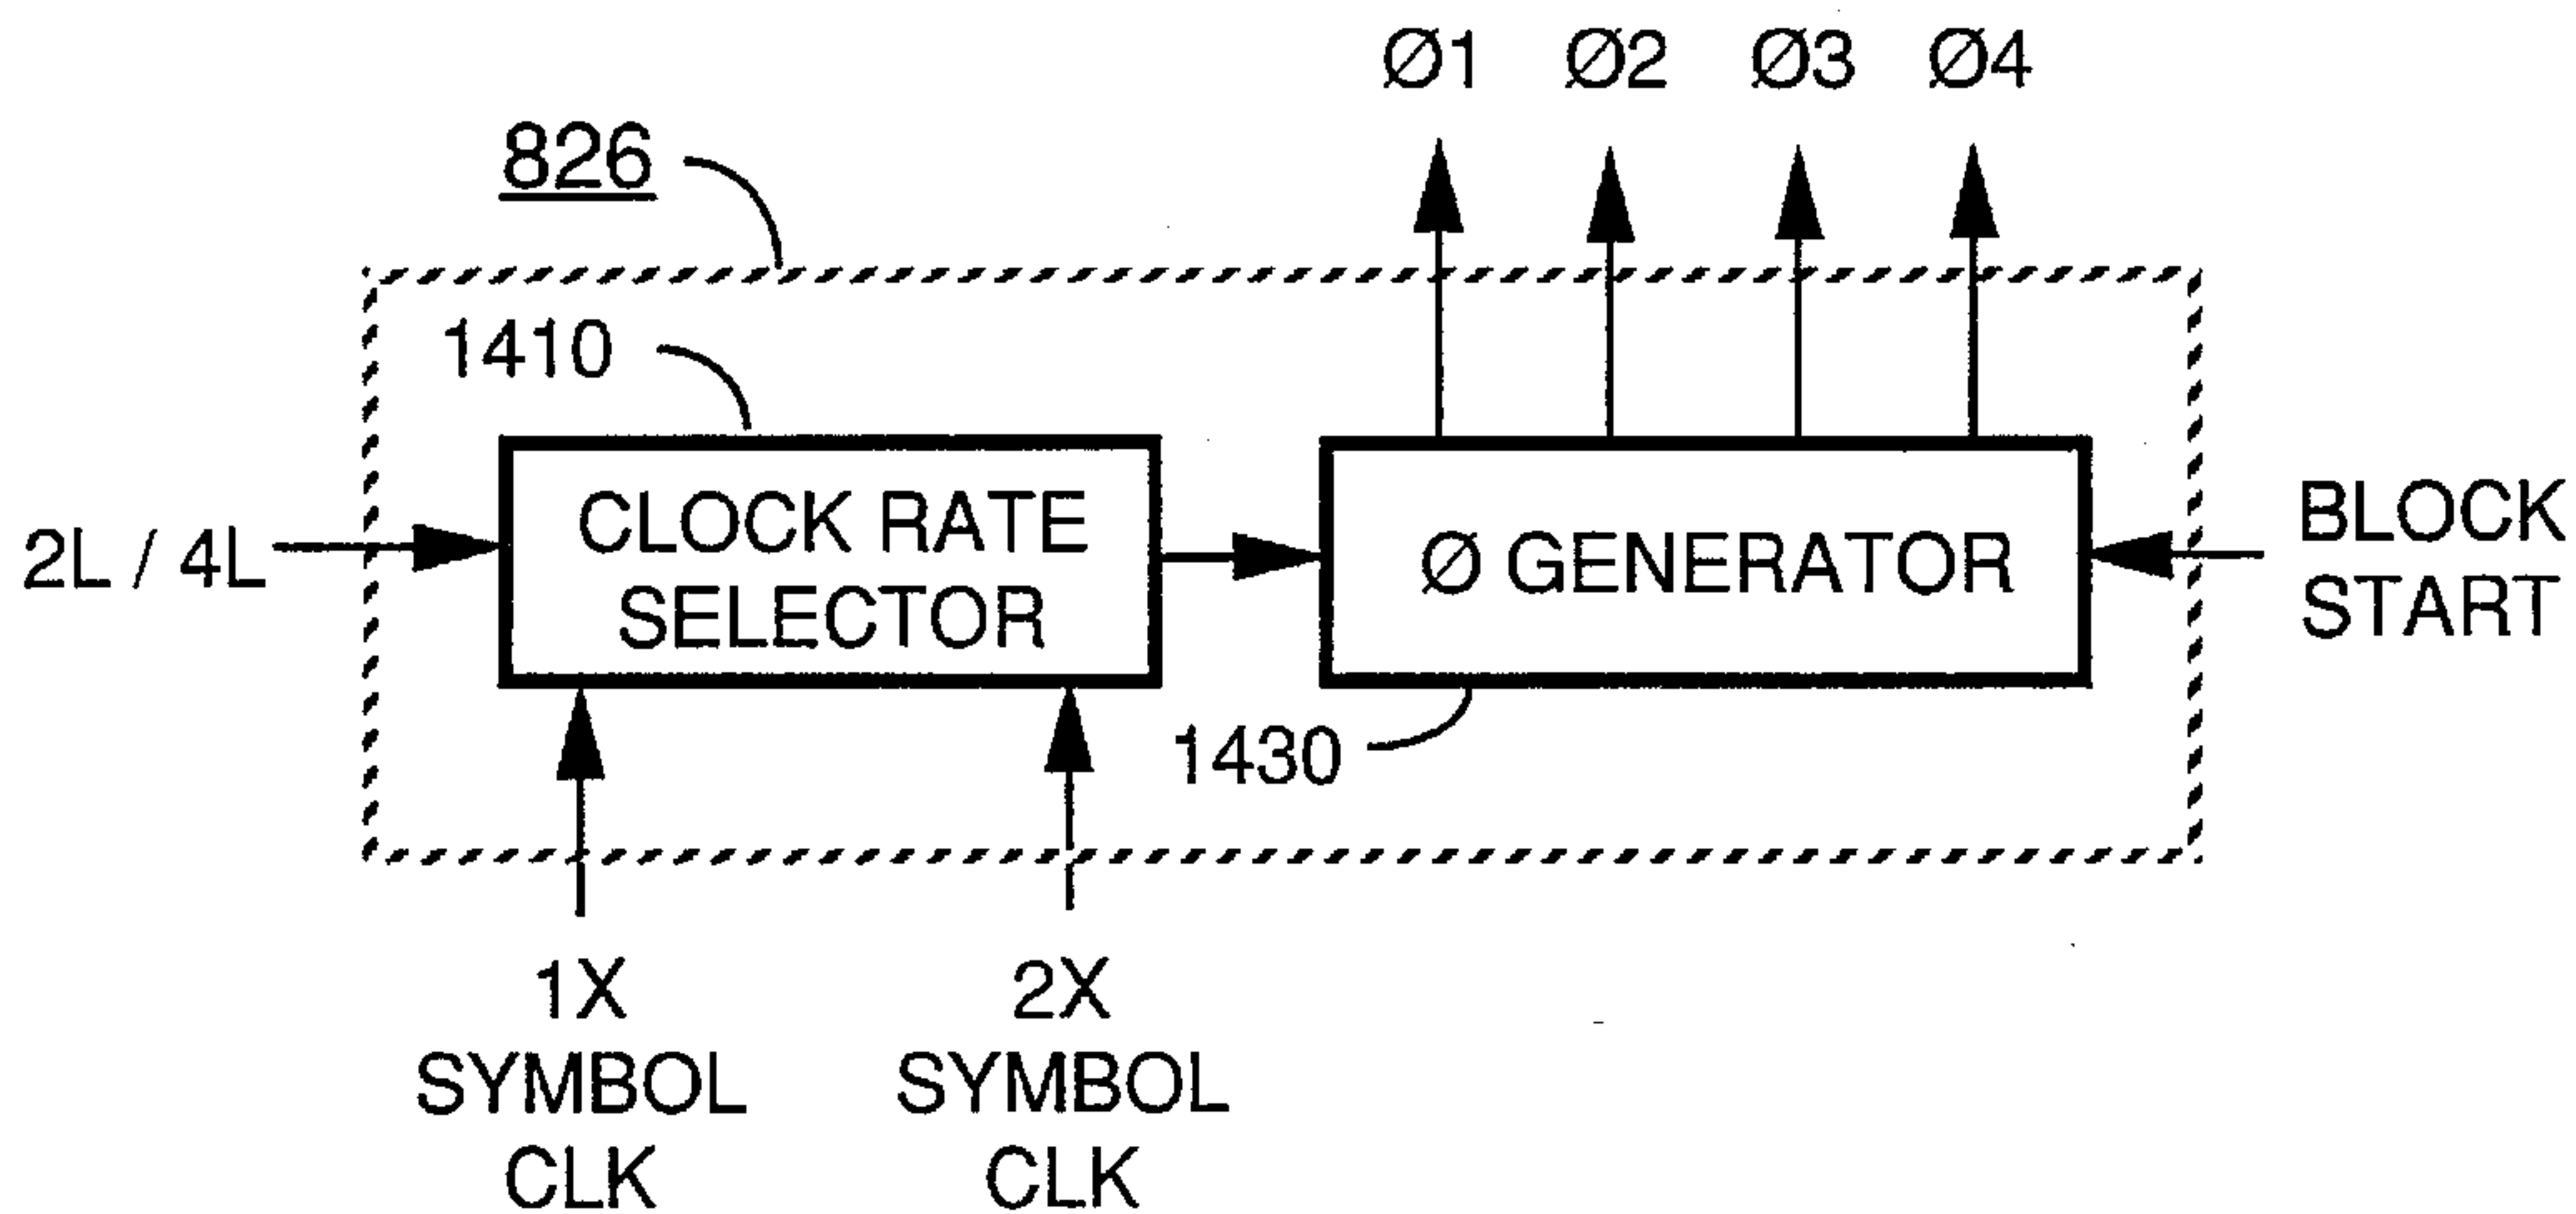 Ø1 Ø2 Ø3 Ø4
826
1410
2L / 4L
CLOCK RATE
SELECTOR
Ø GENERATOR
BLOCK
START
1430
1X
SYMBOL
CLK
2X
SYMBOL
CLK